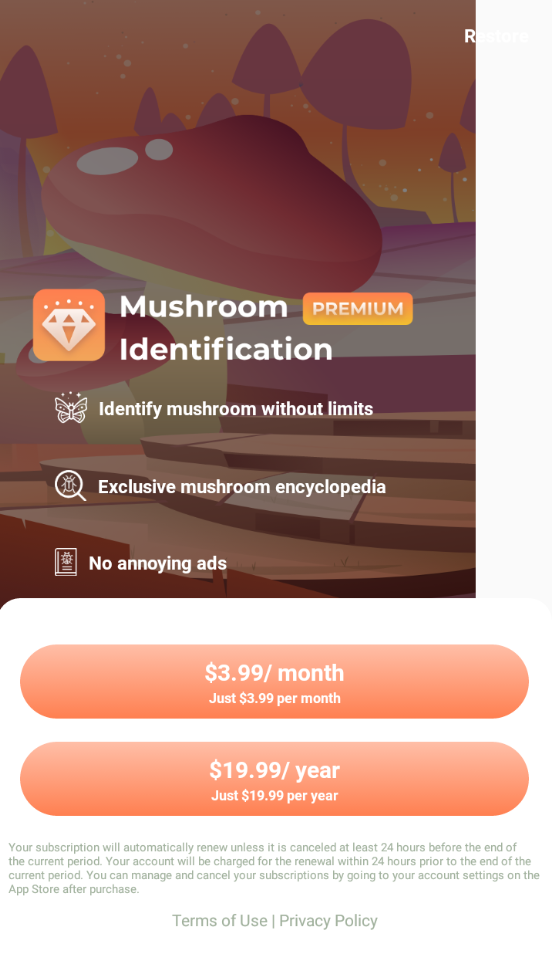 Restore
Mushroom PREMIUM
Identification
Identify mushroom without limits
Exclusive mushroom encyclopedia
No annoying ads
$3.99/ month
Just $3.99 per month
$19.99/ year
Just $19.99 per year
Your subscription will automatically renew unless it is canceled at least 24 hours before the end of
the current period. Your account will be charged for the renewal within 24 hours prior to the end of the
current period. You can manage and cancel your subscriptions by going to your account settings on the
App Store after purchase.
Terms of Use | Privacy Policy